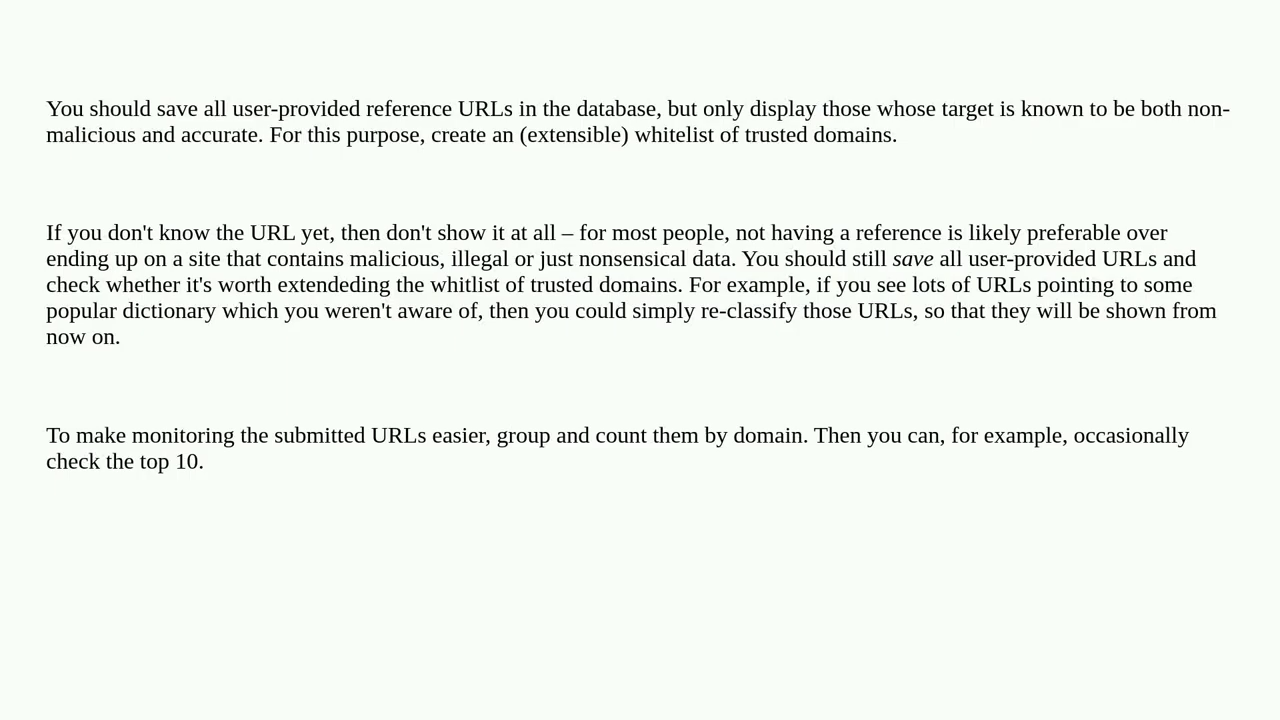 You should save all user-provided reference URLs in the database, but only display those whose target is known to be both non-
malicious and accurate. For this purpose, create an (extensible) whitelist of trusted domains.
If you don't know the URL yet, then don't show it at all – for most people, not having a reference is likely preferable over
ending up on a site that contains malicious, illegal or just nonsensical data. You should still save all user-provided URLs and
check whether it's worth extendeding the whitlist of trusted domains. For example, if you see lots of URLs pointing to some
popular dictionary which you weren't aware of, then you could simply re-classify those URLs, so that they will be shown from
now on.
To make monitoring the submitted URLs easier, group and count them by domain. Then you can, for example, occasionally
check the top 10.